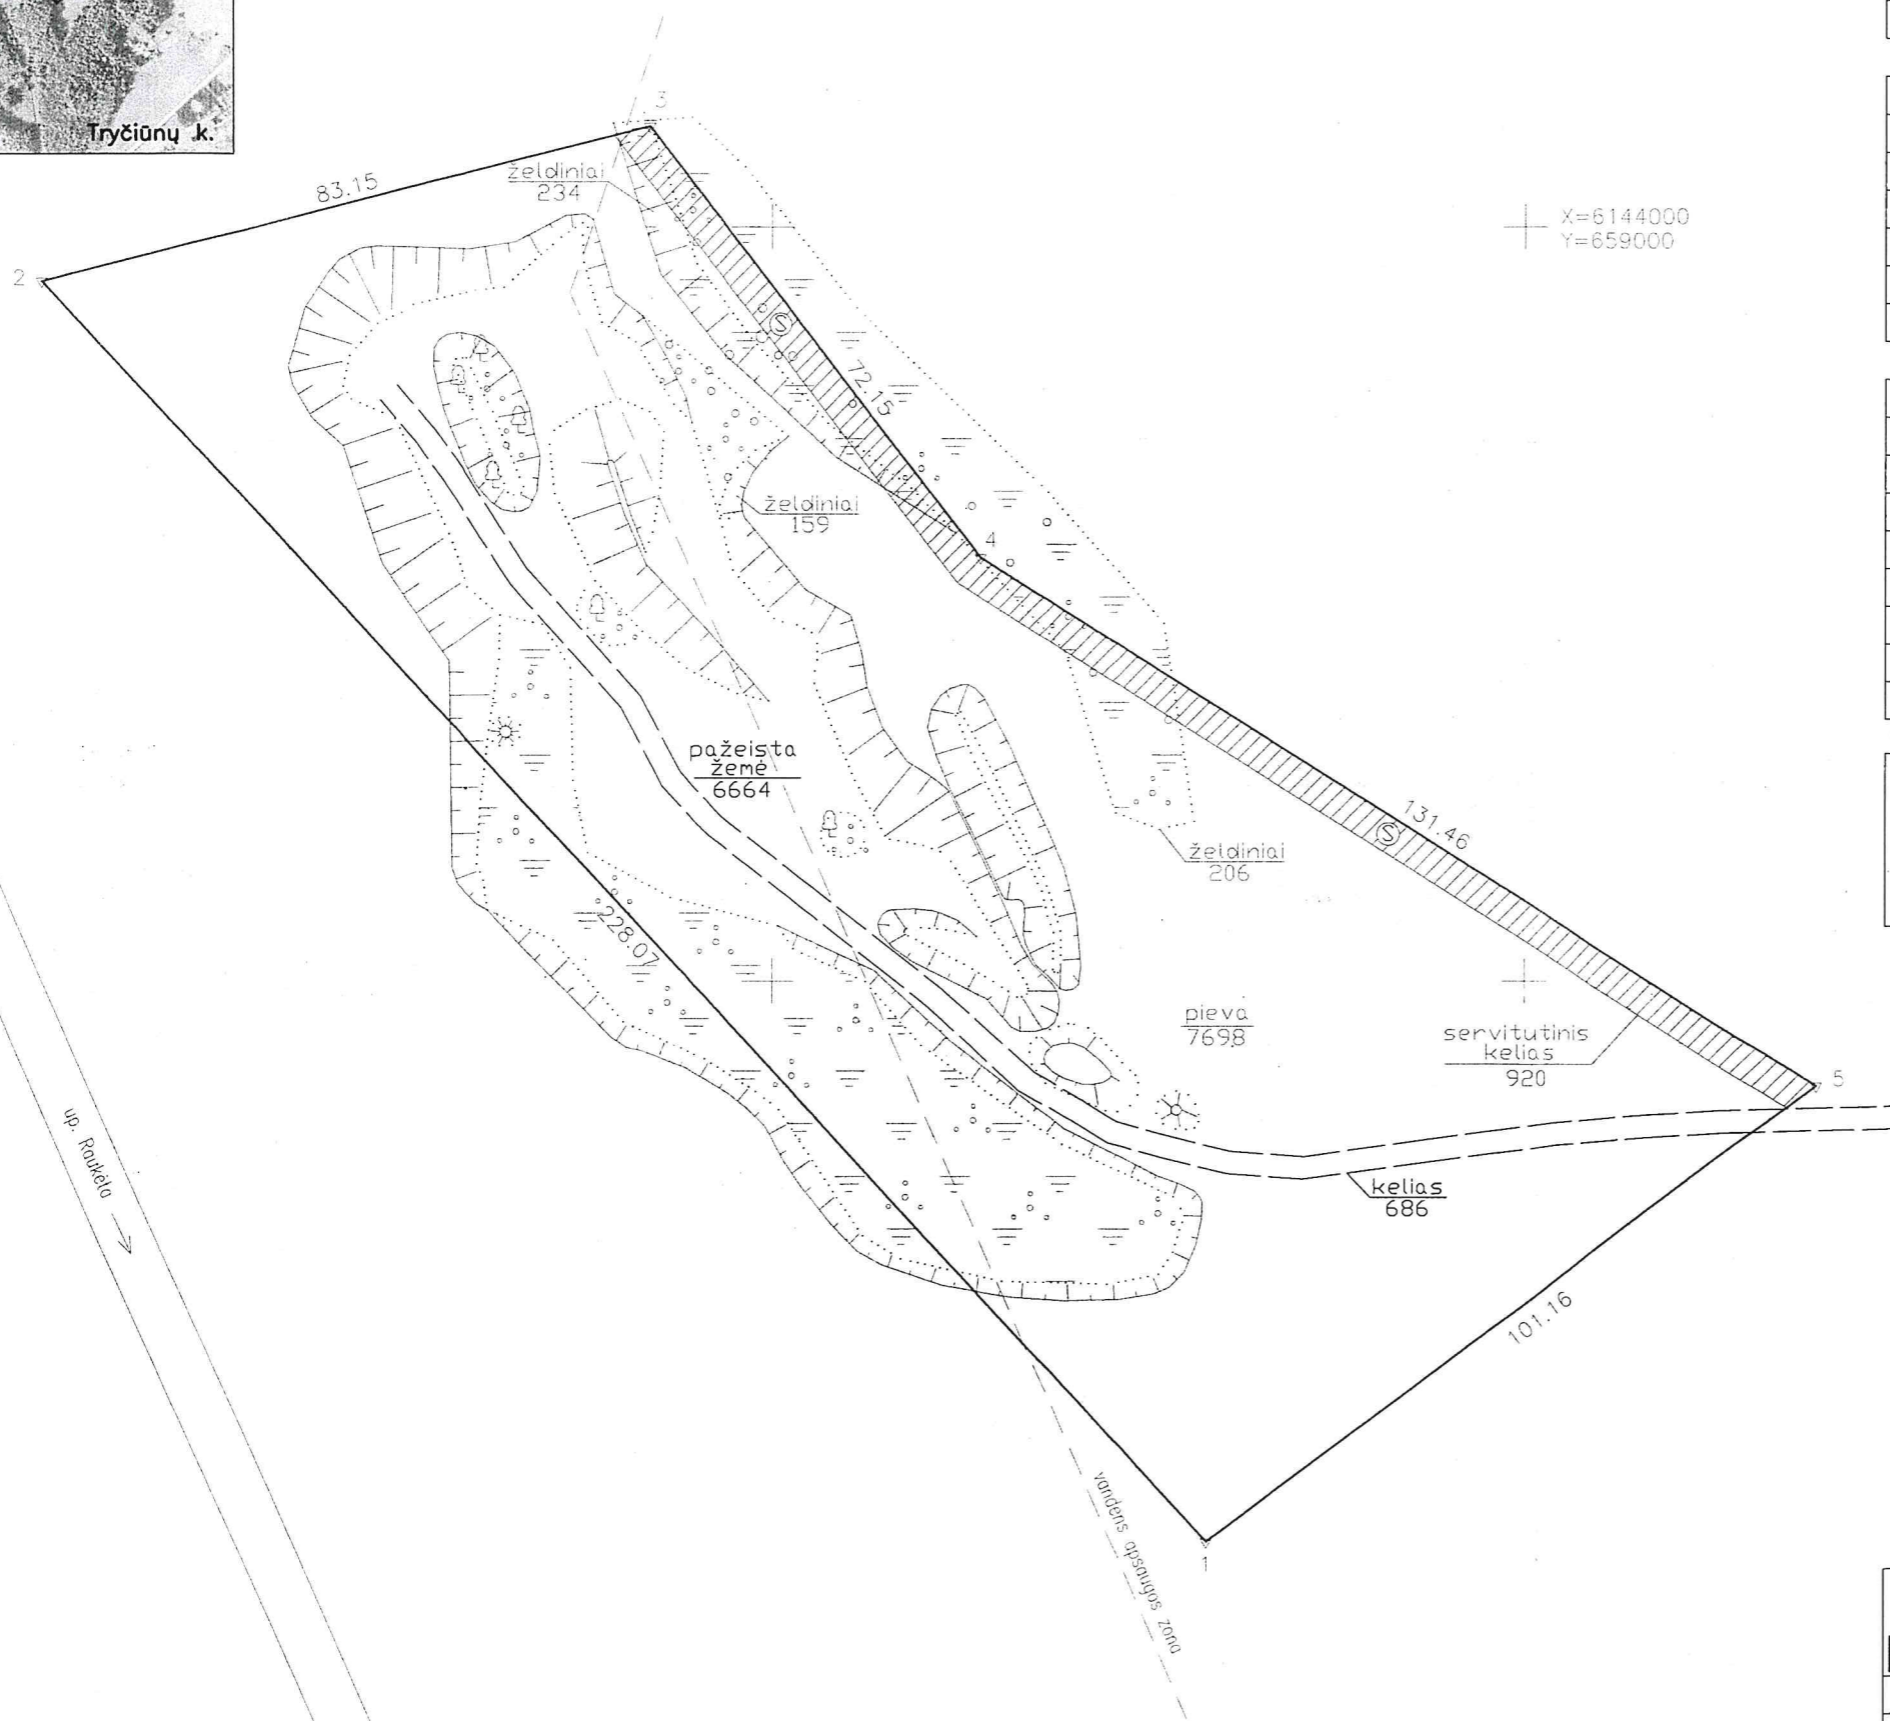 Tryčiūnų k.
3
želdiniai
234
83.15
X=6144000
Y=659000
2
Š
72.15
želdiniai
159
4
pažeista
žemė
6664
131.46
Š
želdiniai
206
228.07
pieva
7698
servitutinis
kelias
920
5
up. Raukėta
kelias
686
101.16
vandens apsaugos zona
1